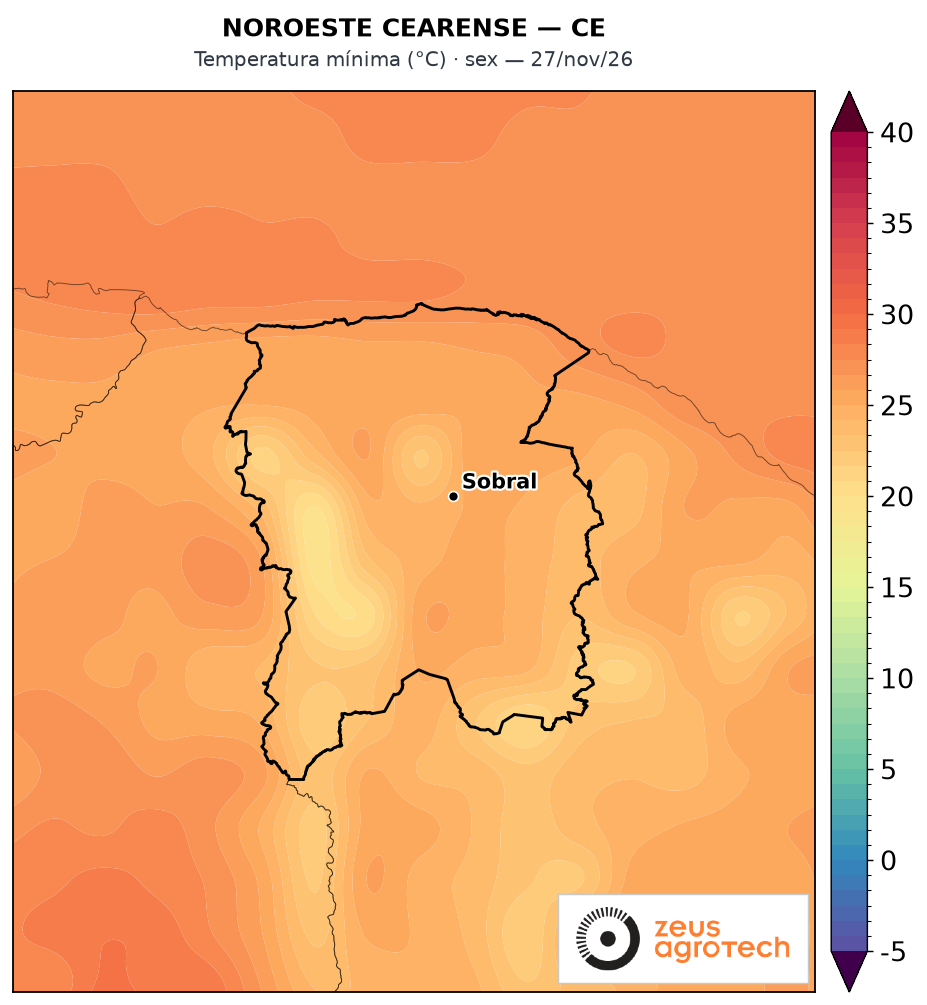 NOROESTE CEARENSE — CE
Temperatura mínima (°C) · sex — 27/nov/26
40
35
30
25
20
15
10
5
0
-5
Sobral
zeus
agrotech